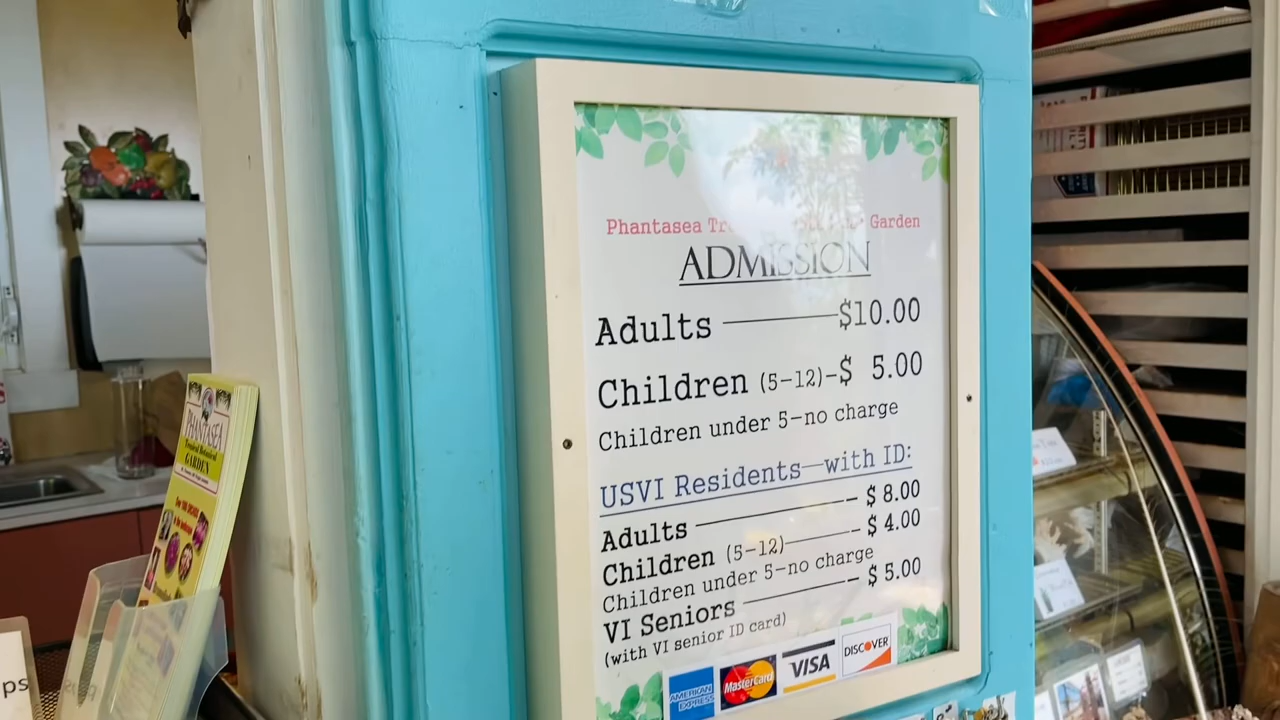 Phantasea Garden
ADMISSION
Adults $10.00
Children (5-12)-$ 5.00
Children under 5-no charge
USVI Residents-with ID:
Adults - $ 8.00
Children (5-12) - $ 4.00
Children under 5-no charge
VI Seniors - $ 5.00
(with VI senior ID card)
AMERICAN EXPRESS
MasterCard
VISA
DISCOVER
PHANTASEA
Tropical Botanical
GARDEN
ps